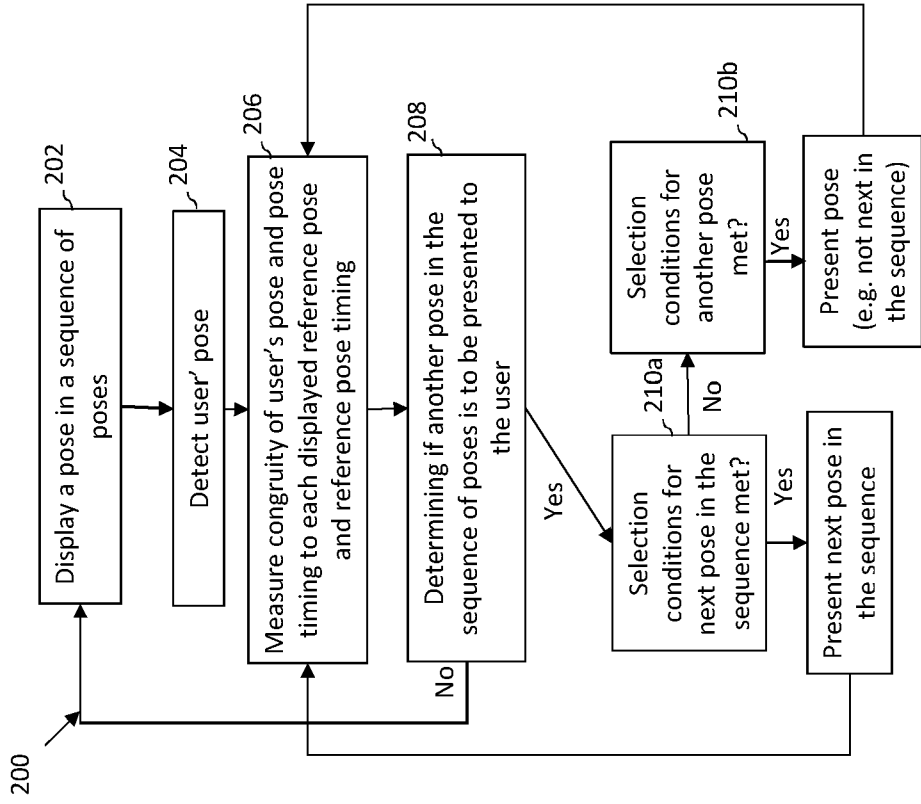 200
202
Display a pose in a sequence of
poses
204
Detect user' pose
206
Measure congruity of user's pose and pose
timing to each displayed reference pose
and reference pose timing
208
Determining if another pose in the
sequence of poses is to be presented to
the user
No
Yes
210a
Selection
conditions for
next pose in the
sequence met?
No
210b
Selection
conditions for
another pose
met?
Yes
Present next pose in
the sequence
Yes
Present pose
(e.g. not next in
the sequence)